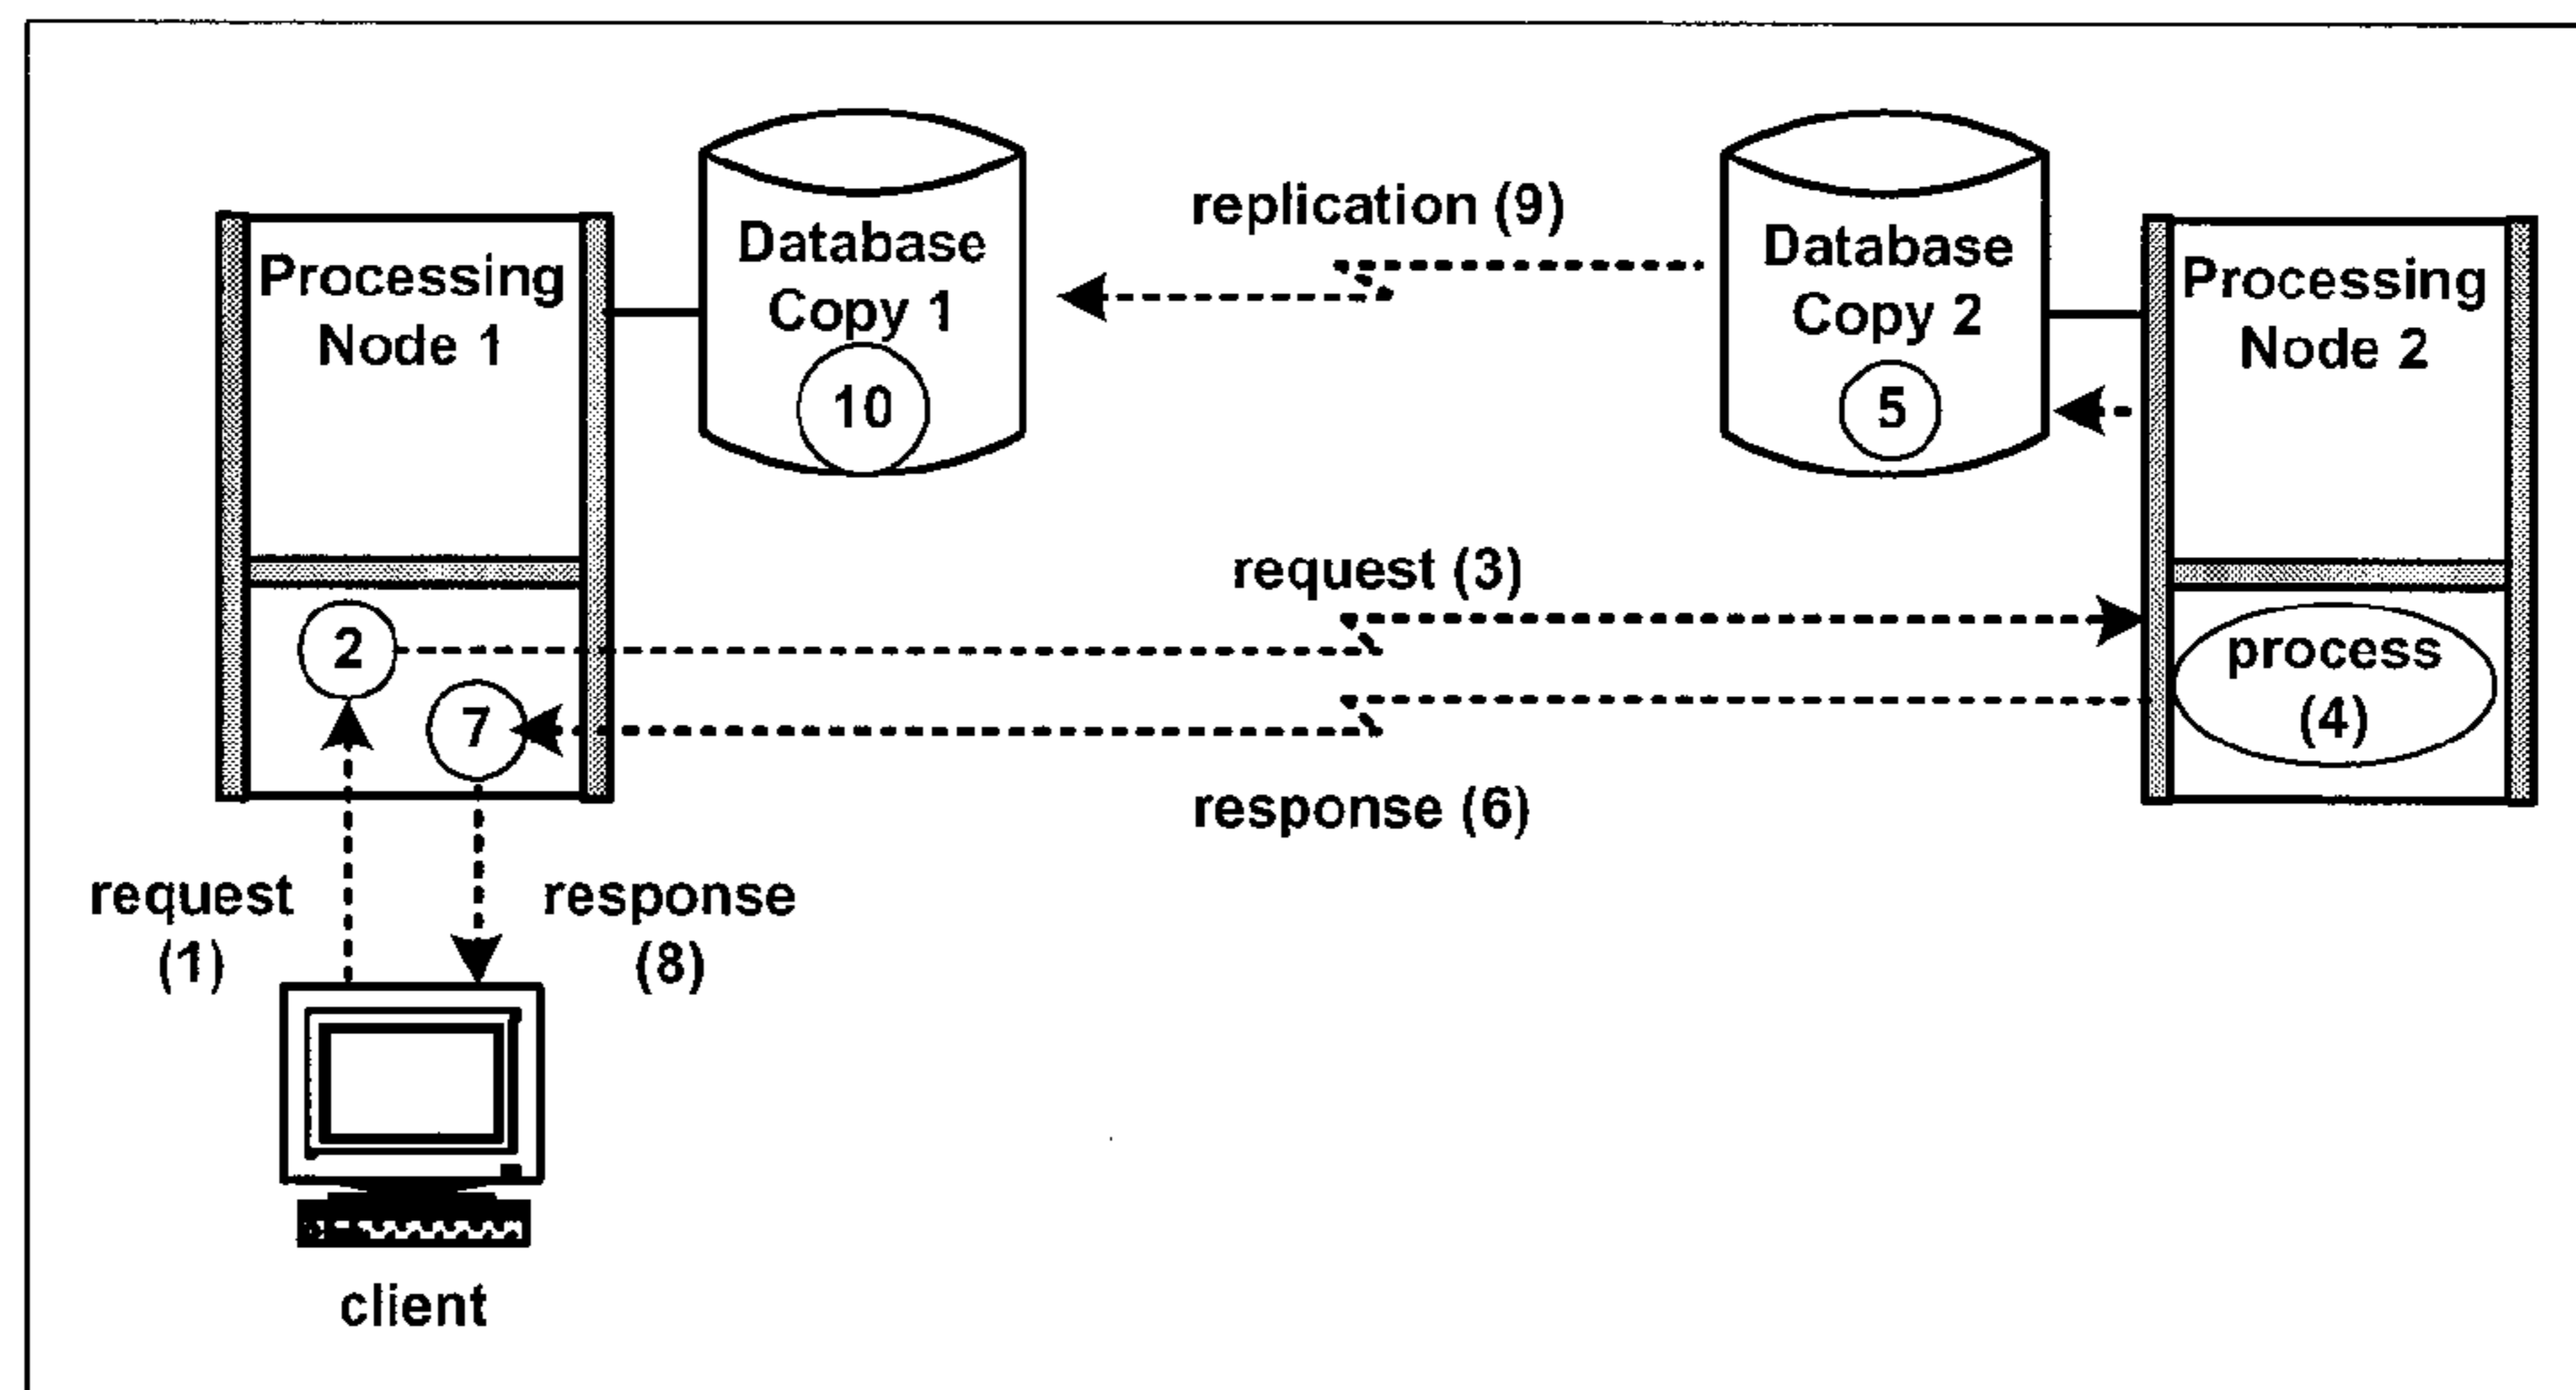 Processing
Node 1
Database
Copy 1
10
replication (9)
Database
Copy 2
5
Processing
Node 2
request (3)
2
7
process
(4)
response (6)
request
(1)
response
(8)
client